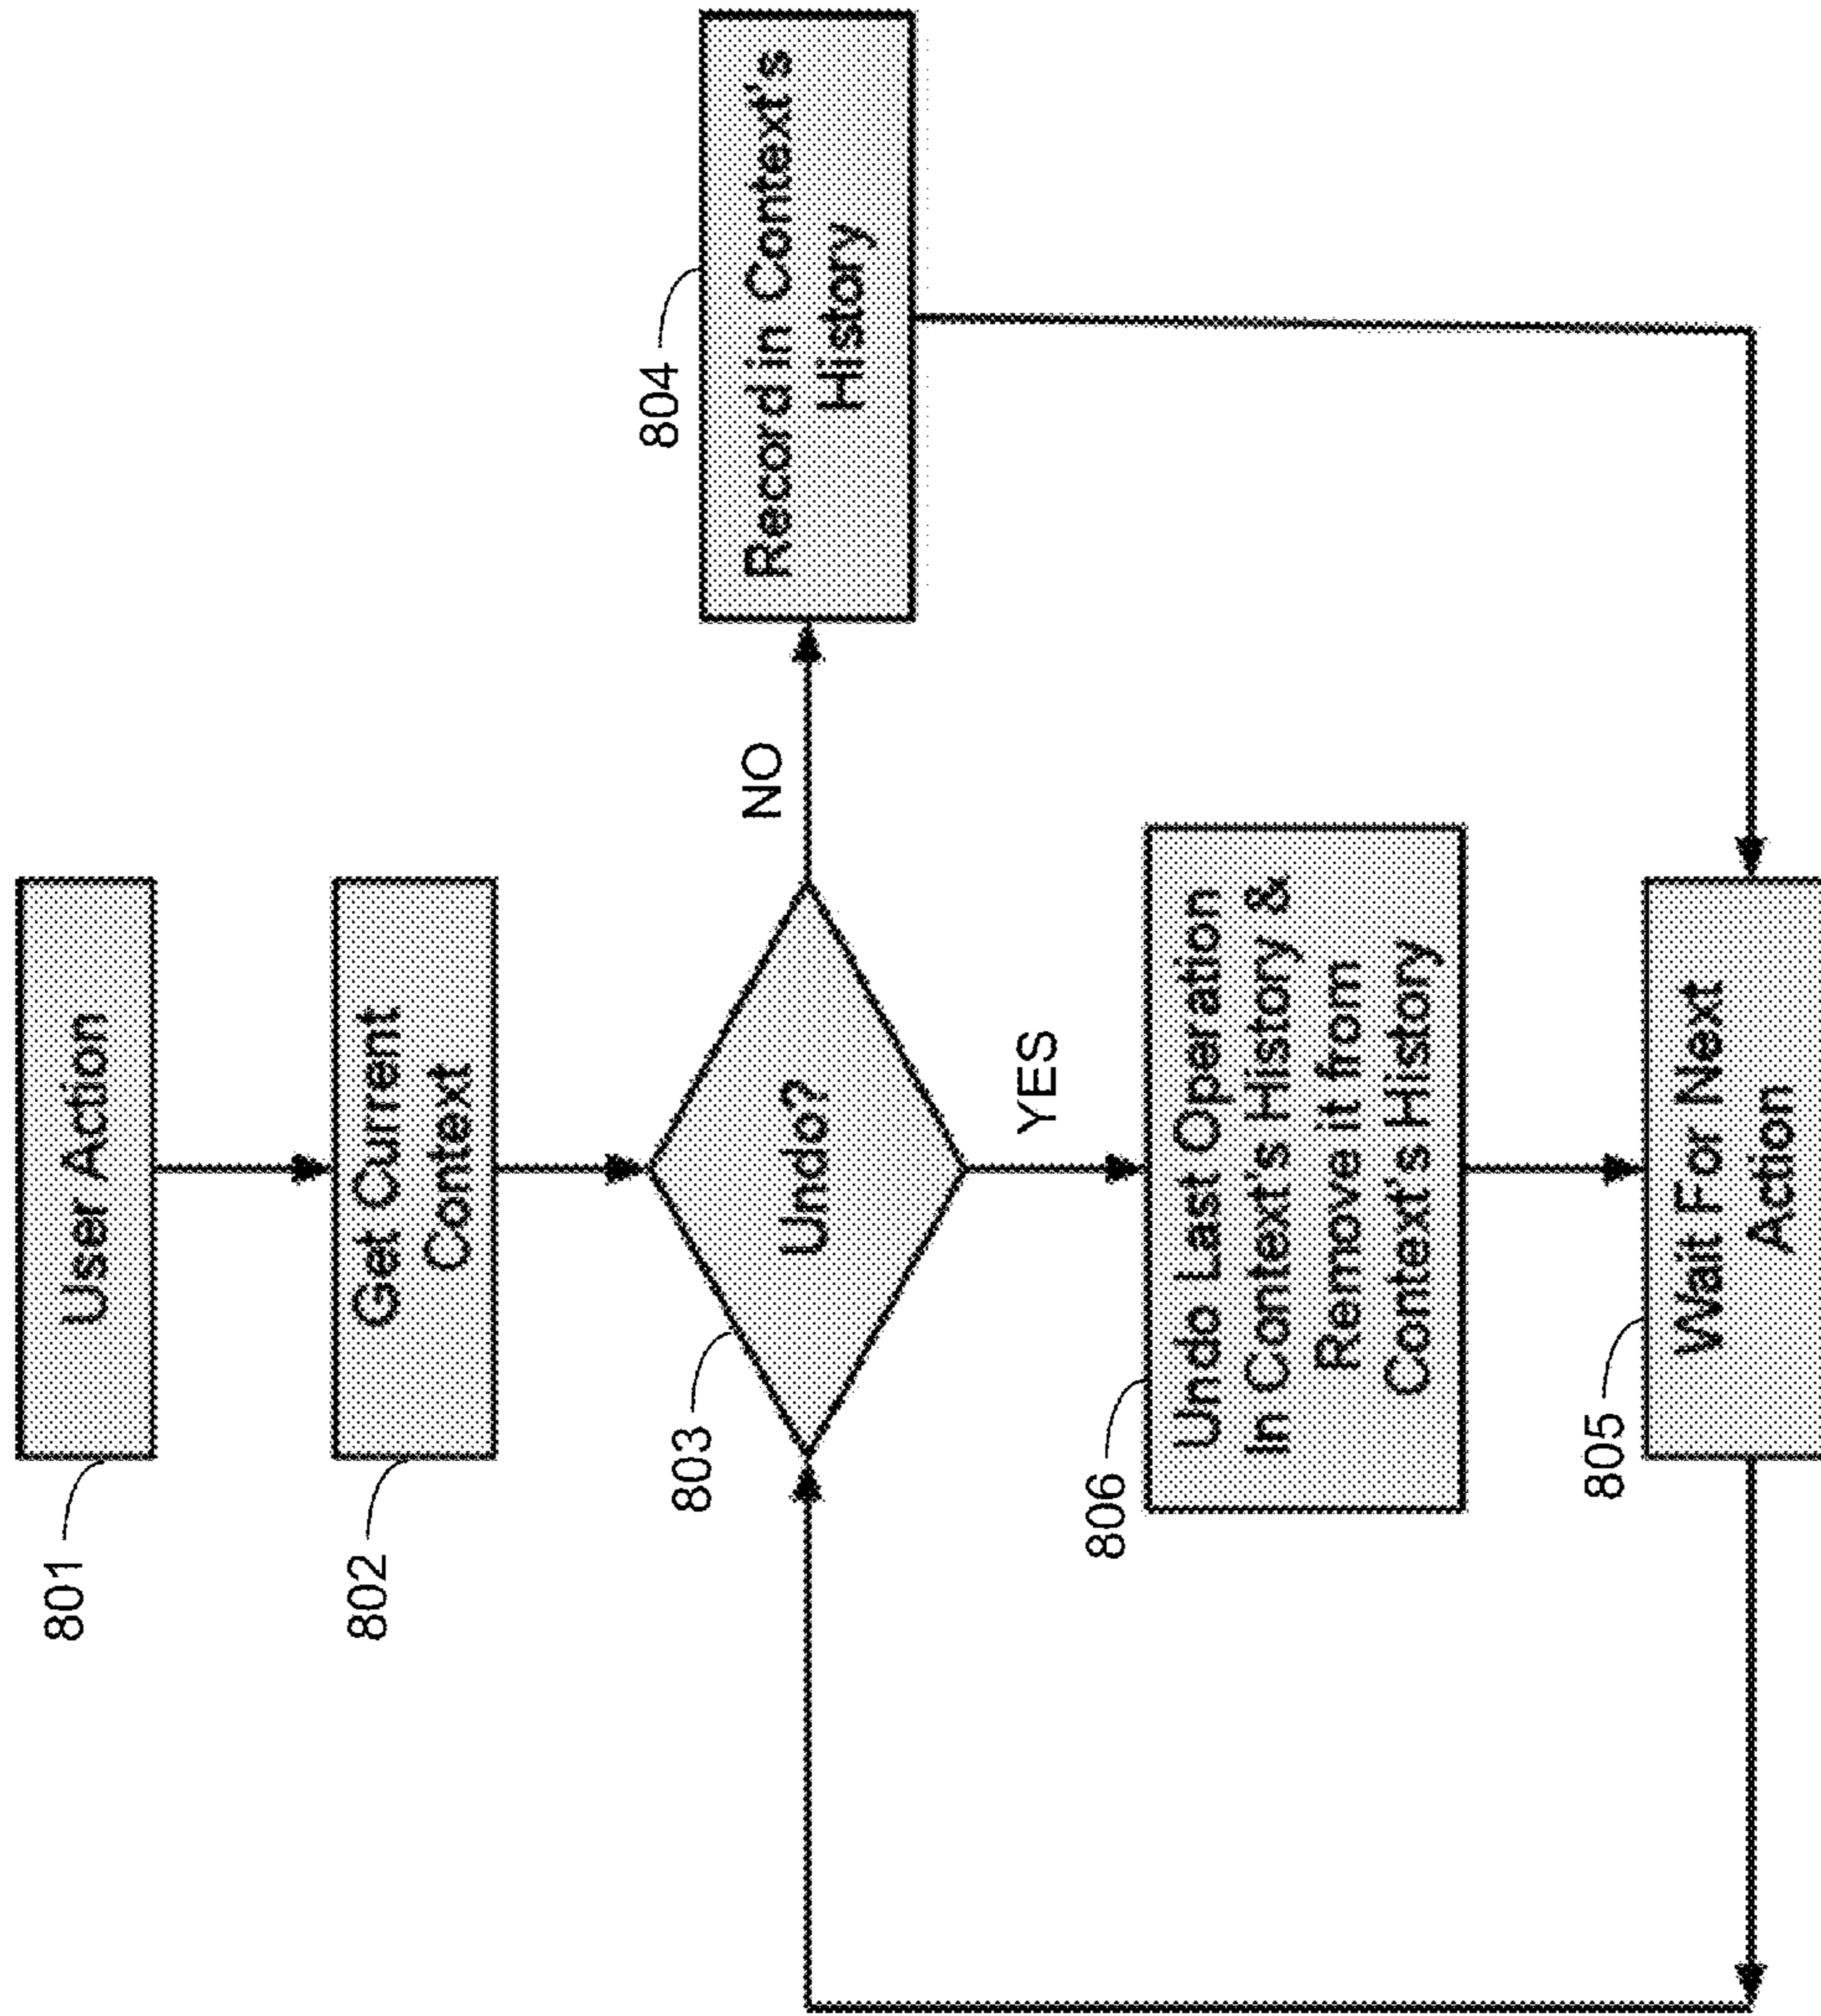 801
User Action
802
Get Current
Context
803
Undo?
NO
804
Record in Context's
History
YES
806
Undo Last Operation
In Context's History &
Remove it from
Context's History
805
Wait For Next
Action